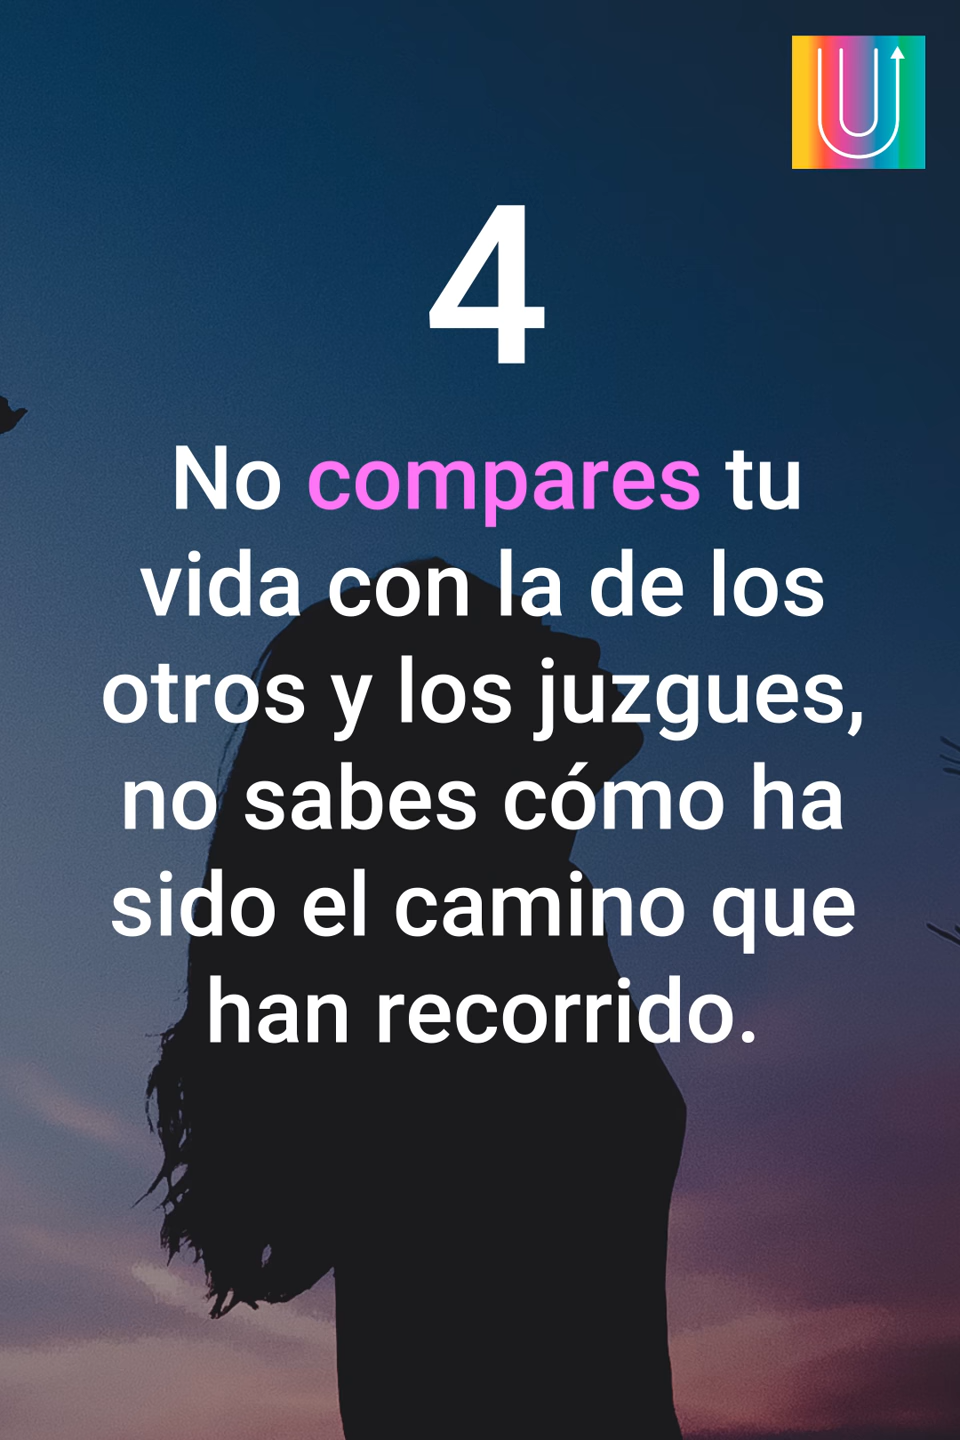 U
4
No compares tu
vida con la de los
otros y los juzgues,
no sabes cómo ha
sido el camino que
han recorrido.